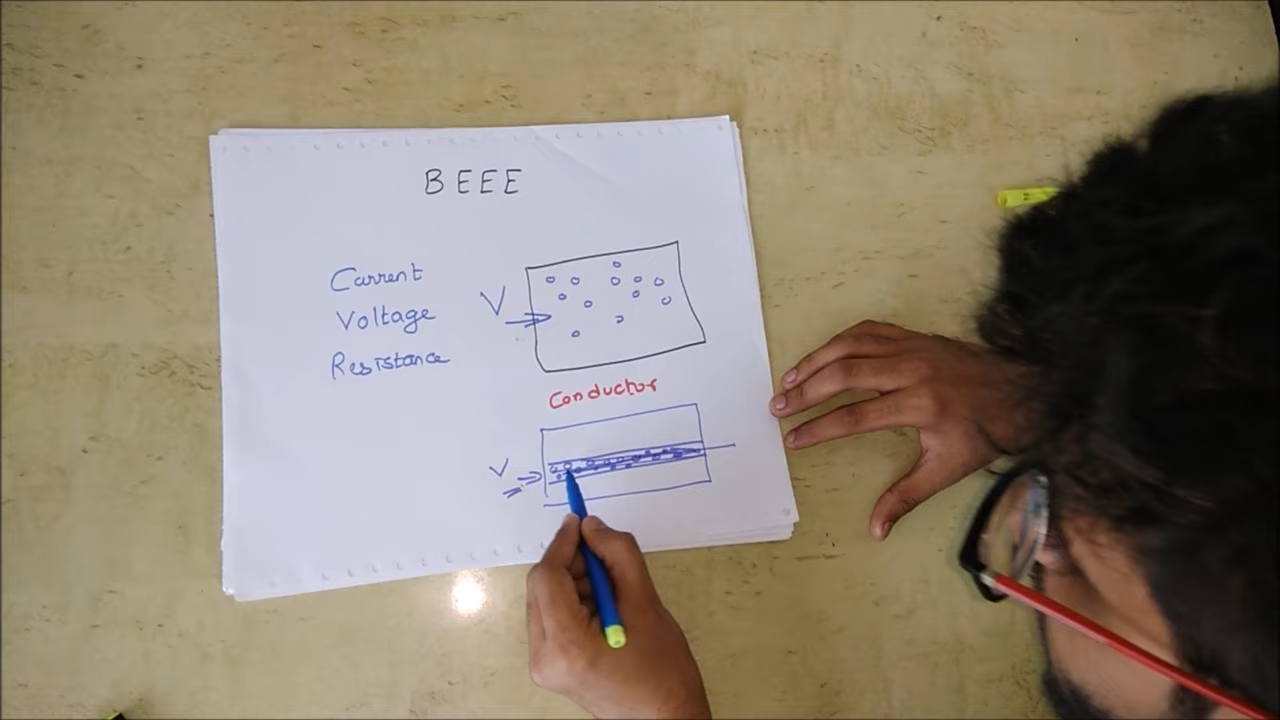 BEEE
Current
Voltage
Resistance
V
Conductor
V